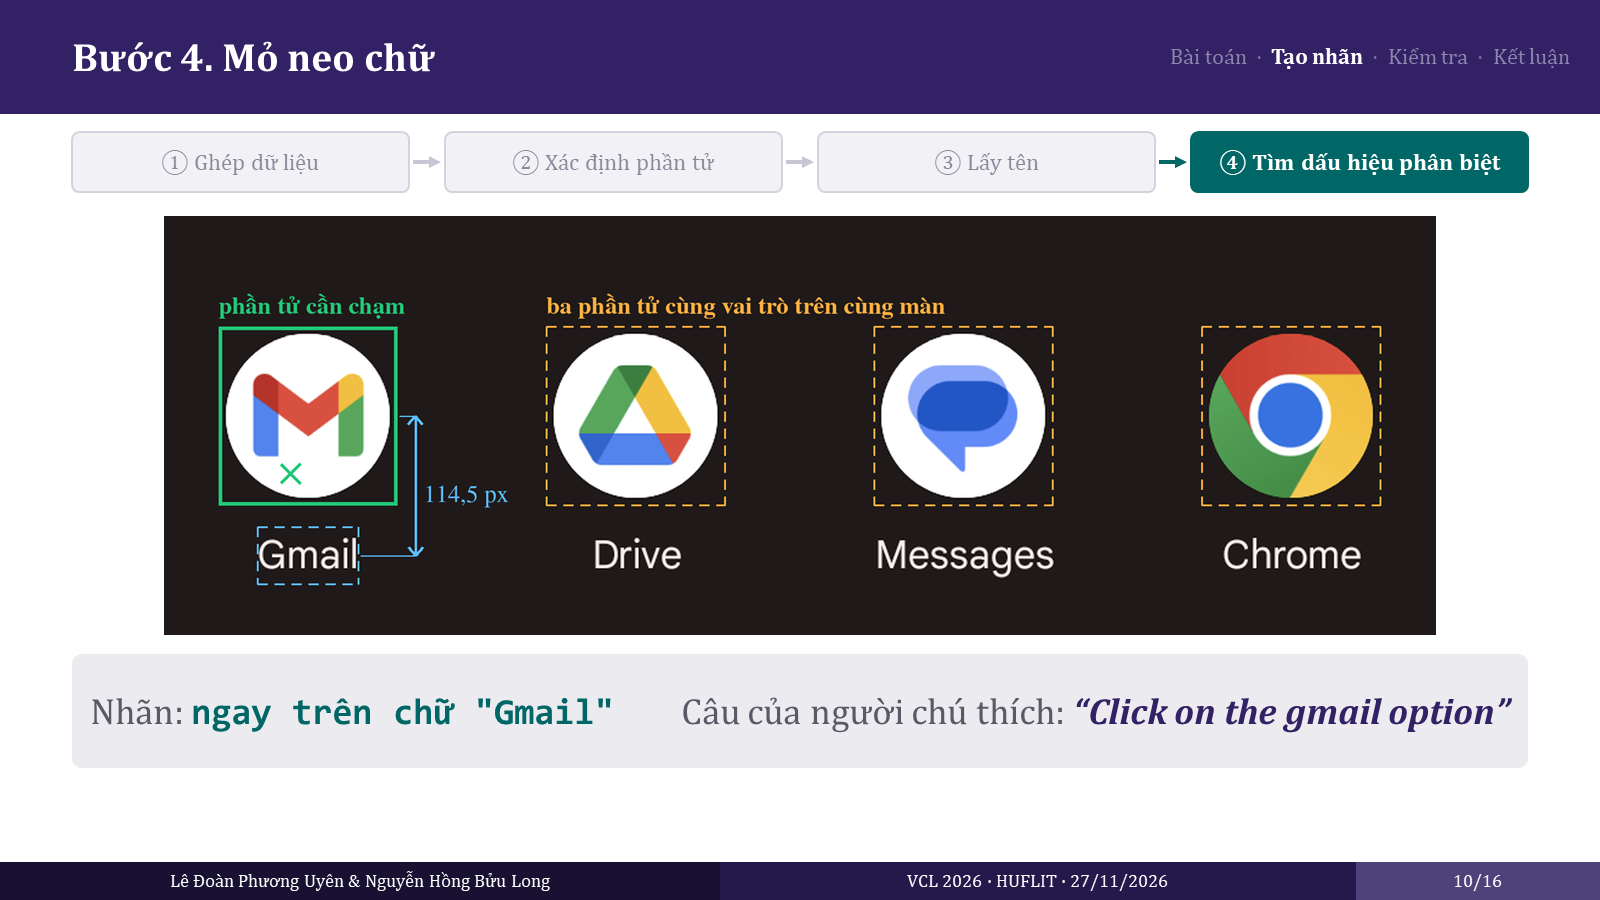 Bước 4. Mỏ neo chữ
Bài toán · Tạo nhãn · Kiểm tra · Kết luận
① Ghép dữ liệu
② Xác định phần tử
③ Lấy tên
④ Tìm dấu hiệu phân biệt
phần tử cần chạm
ba phần tử cùng vai trò trên cùng màn
114,5 px
Gmail
Drive
Messages
Chrome
Nhãn: ngay trên chữ "Gmail"
Câu của người chú thích: “Click on the gmail option”
Lê Đoàn Phương Uyên & Nguyễn Hồng Bửu Long
VCL 2026 · HUFLIT · 27/11/2026
10/16